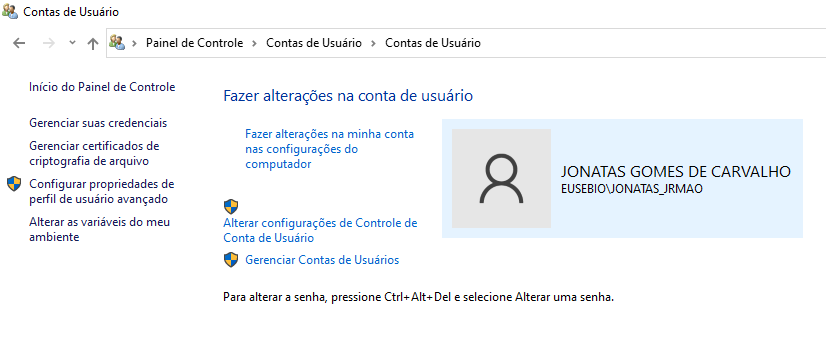 Contas de Usuário
Painel de Controle > Contas de Usuário > Contas de Usuário
Início do Painel de Controle
Gerenciar suas credenciais
Gerenciar certificados de
criptografia de arquivo
Configurar propriedades de
perfil de usuário avançado
Alterar as variáveis do meu
ambiente
Fazer alterações na conta de usuário
Fazer alterações na minha conta
nas configurações do
computador
Alterar configurações de Controle de
Conta de Usuário
Gerenciar Contas de Usuários
JONATAS GOMES DE CARVALHO
EUSEBIO\JONATAS_JRMAO
Para alterar a senha, pressione Ctrl+Alt+Del e selecione Alterar uma senha.